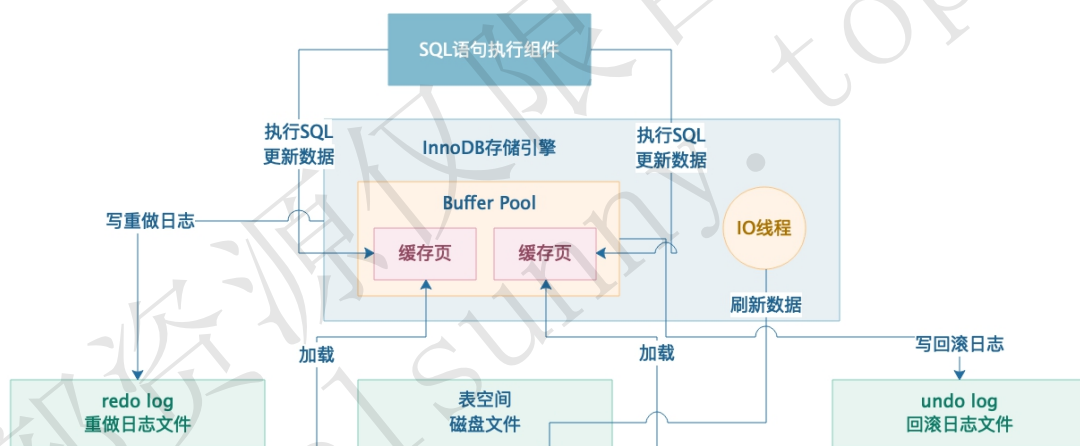 SQL语句执行组件
执行SQL
更新数据
InnoDB存储引擎
执行SQL
更新数据
Buffer Pool
写重做日志
IO线程
缓存页
缓存页
刷新数据
加载
加载
写回滚日志
redo log
重做日志文件
表空间
磁盘文件
undo log
回滚日志文件